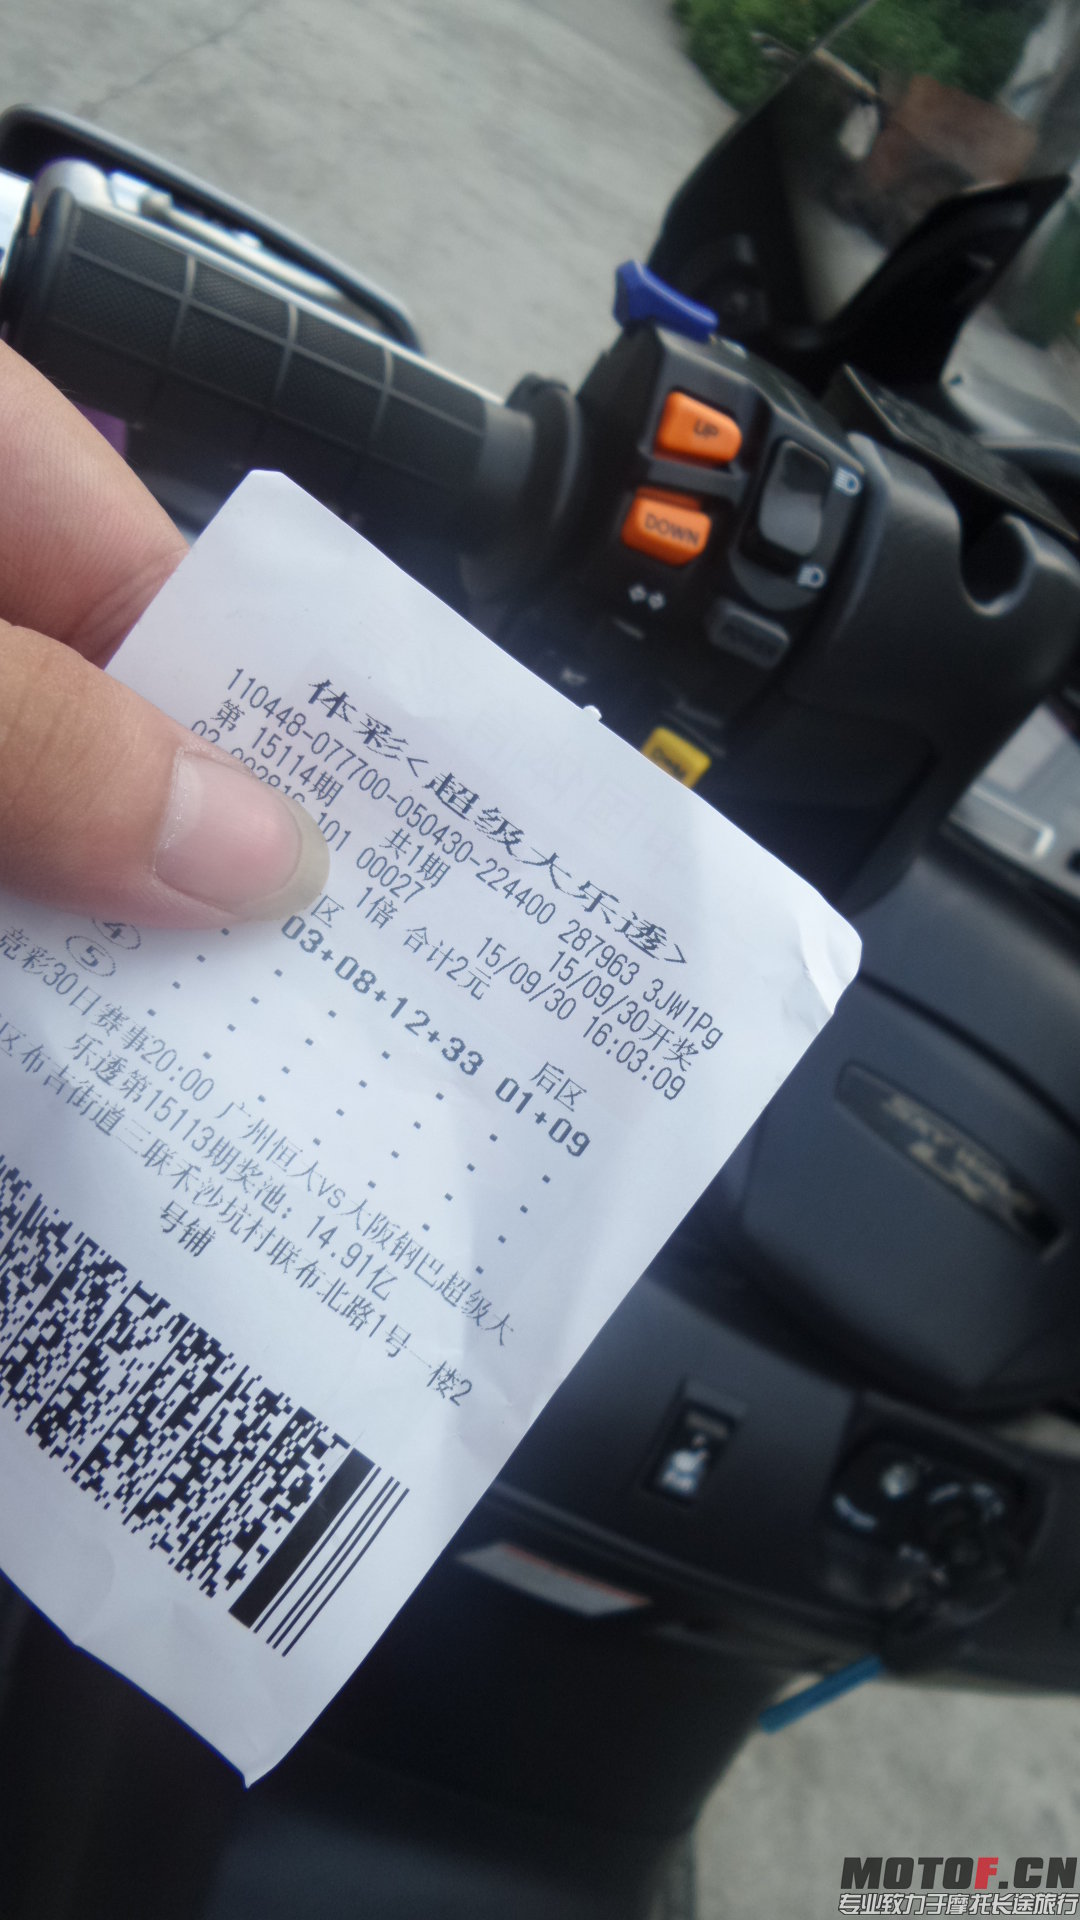 体彩<超级大乐透>
110448-077700-050430-224400 287963 3JW1Pg
第 15114期 共1期 15/09/30开奖
101 00027 15/09/30 16:03:09
1倍 合计2元
区 后区
03+08+12+33 01+09
④
⑤
竞彩30日赛事20:00 广州恒大VS大阪钢巴超级大
乐透第15113期奖池: 14.91亿
区布吉街道三联禾沙坑村联布北路1号一楼2
号铺
UP
DOWN
MOTOF.CN
专业致力于摩托长途旅行